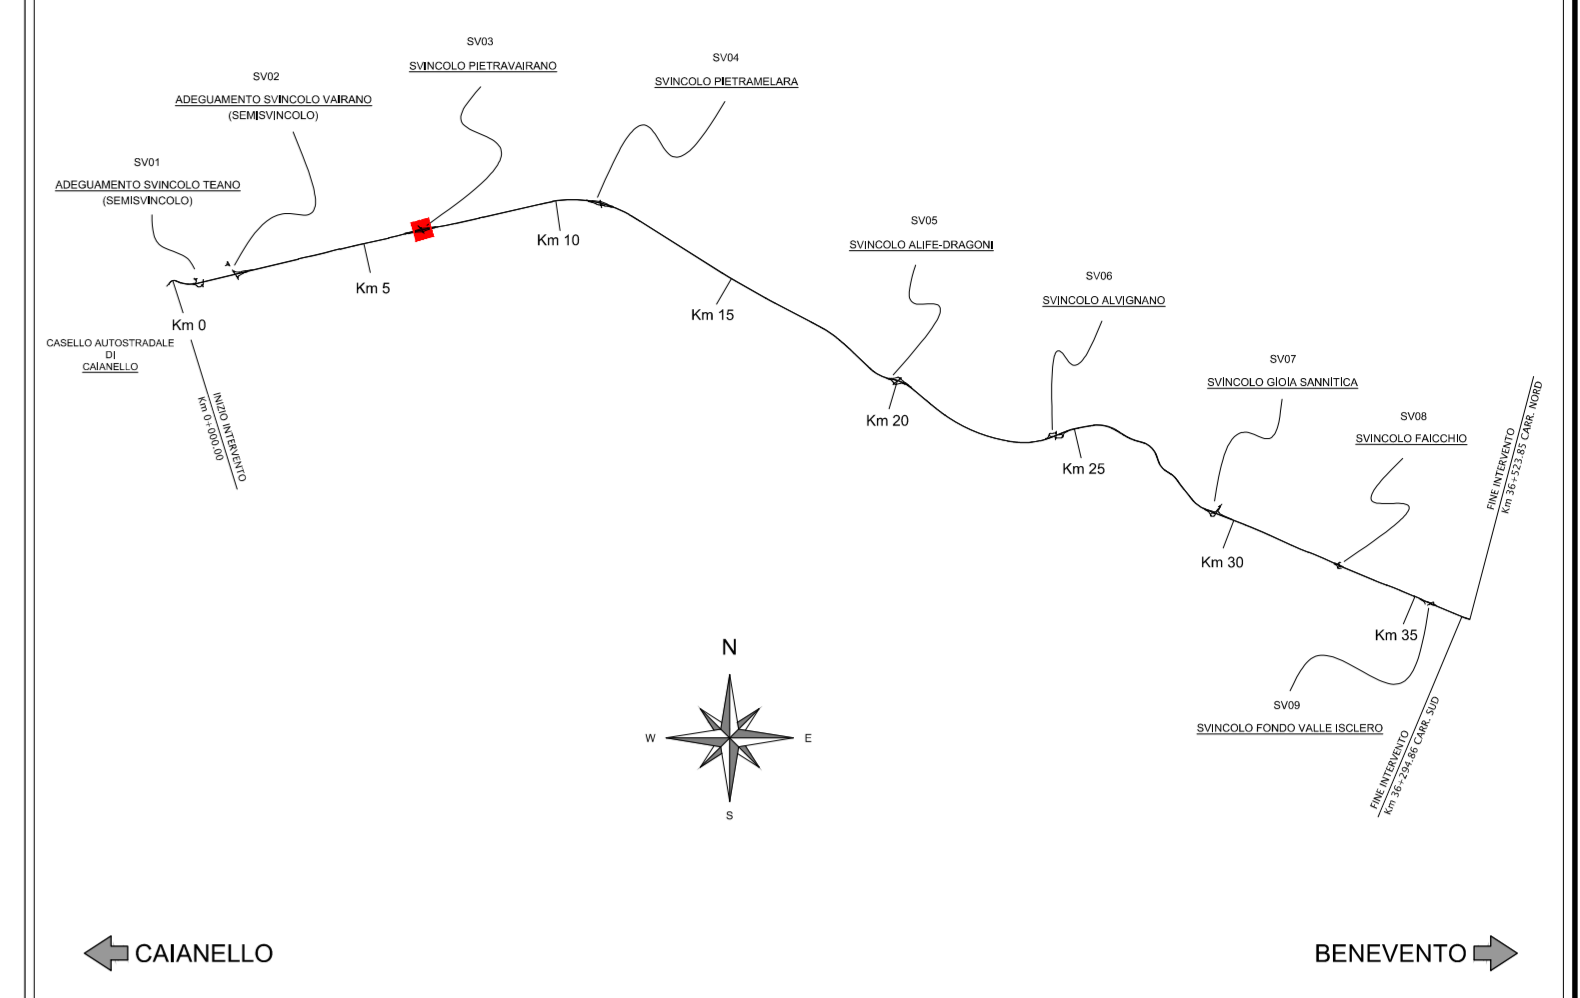 SV03
SVINCOLO PIETRAVAIRANO
SV04
SVINCOLO PIETRAMELARA
SV02
ADEGUAMENTO SVINCOLO VAIRANO
(SEMISVINCOLO)
SV01
ADEGUAMENTO SVINCOLO TEANO
(SEMISVINCOLO)
Km 0
Km 5
Km 10
Km 15
CASELLO AUTOSTRADALE
DI
CAIANELLO
INIZIO INTERVENTO
Km 0+000.00
SV05
SVINCOLO ALIFE-DRAGONI
Km 20
SV06
SVINCOLO ALVIGNANO
Km 25
SV07
SVINCOLO GIOIA SANNITICA
Km 30
SV08
SVINCOLO FAICCHIO
Km 35
FINE INTERVENTO
Km 36+523.85 CARR. NORD
SV09
SVINCOLO FONDO VALLE ISCLERO
FINE INTERVENTO
Km 36+294.86 CARR. SUD
N
W
E
S
CAIANELLO
BENEVENTO